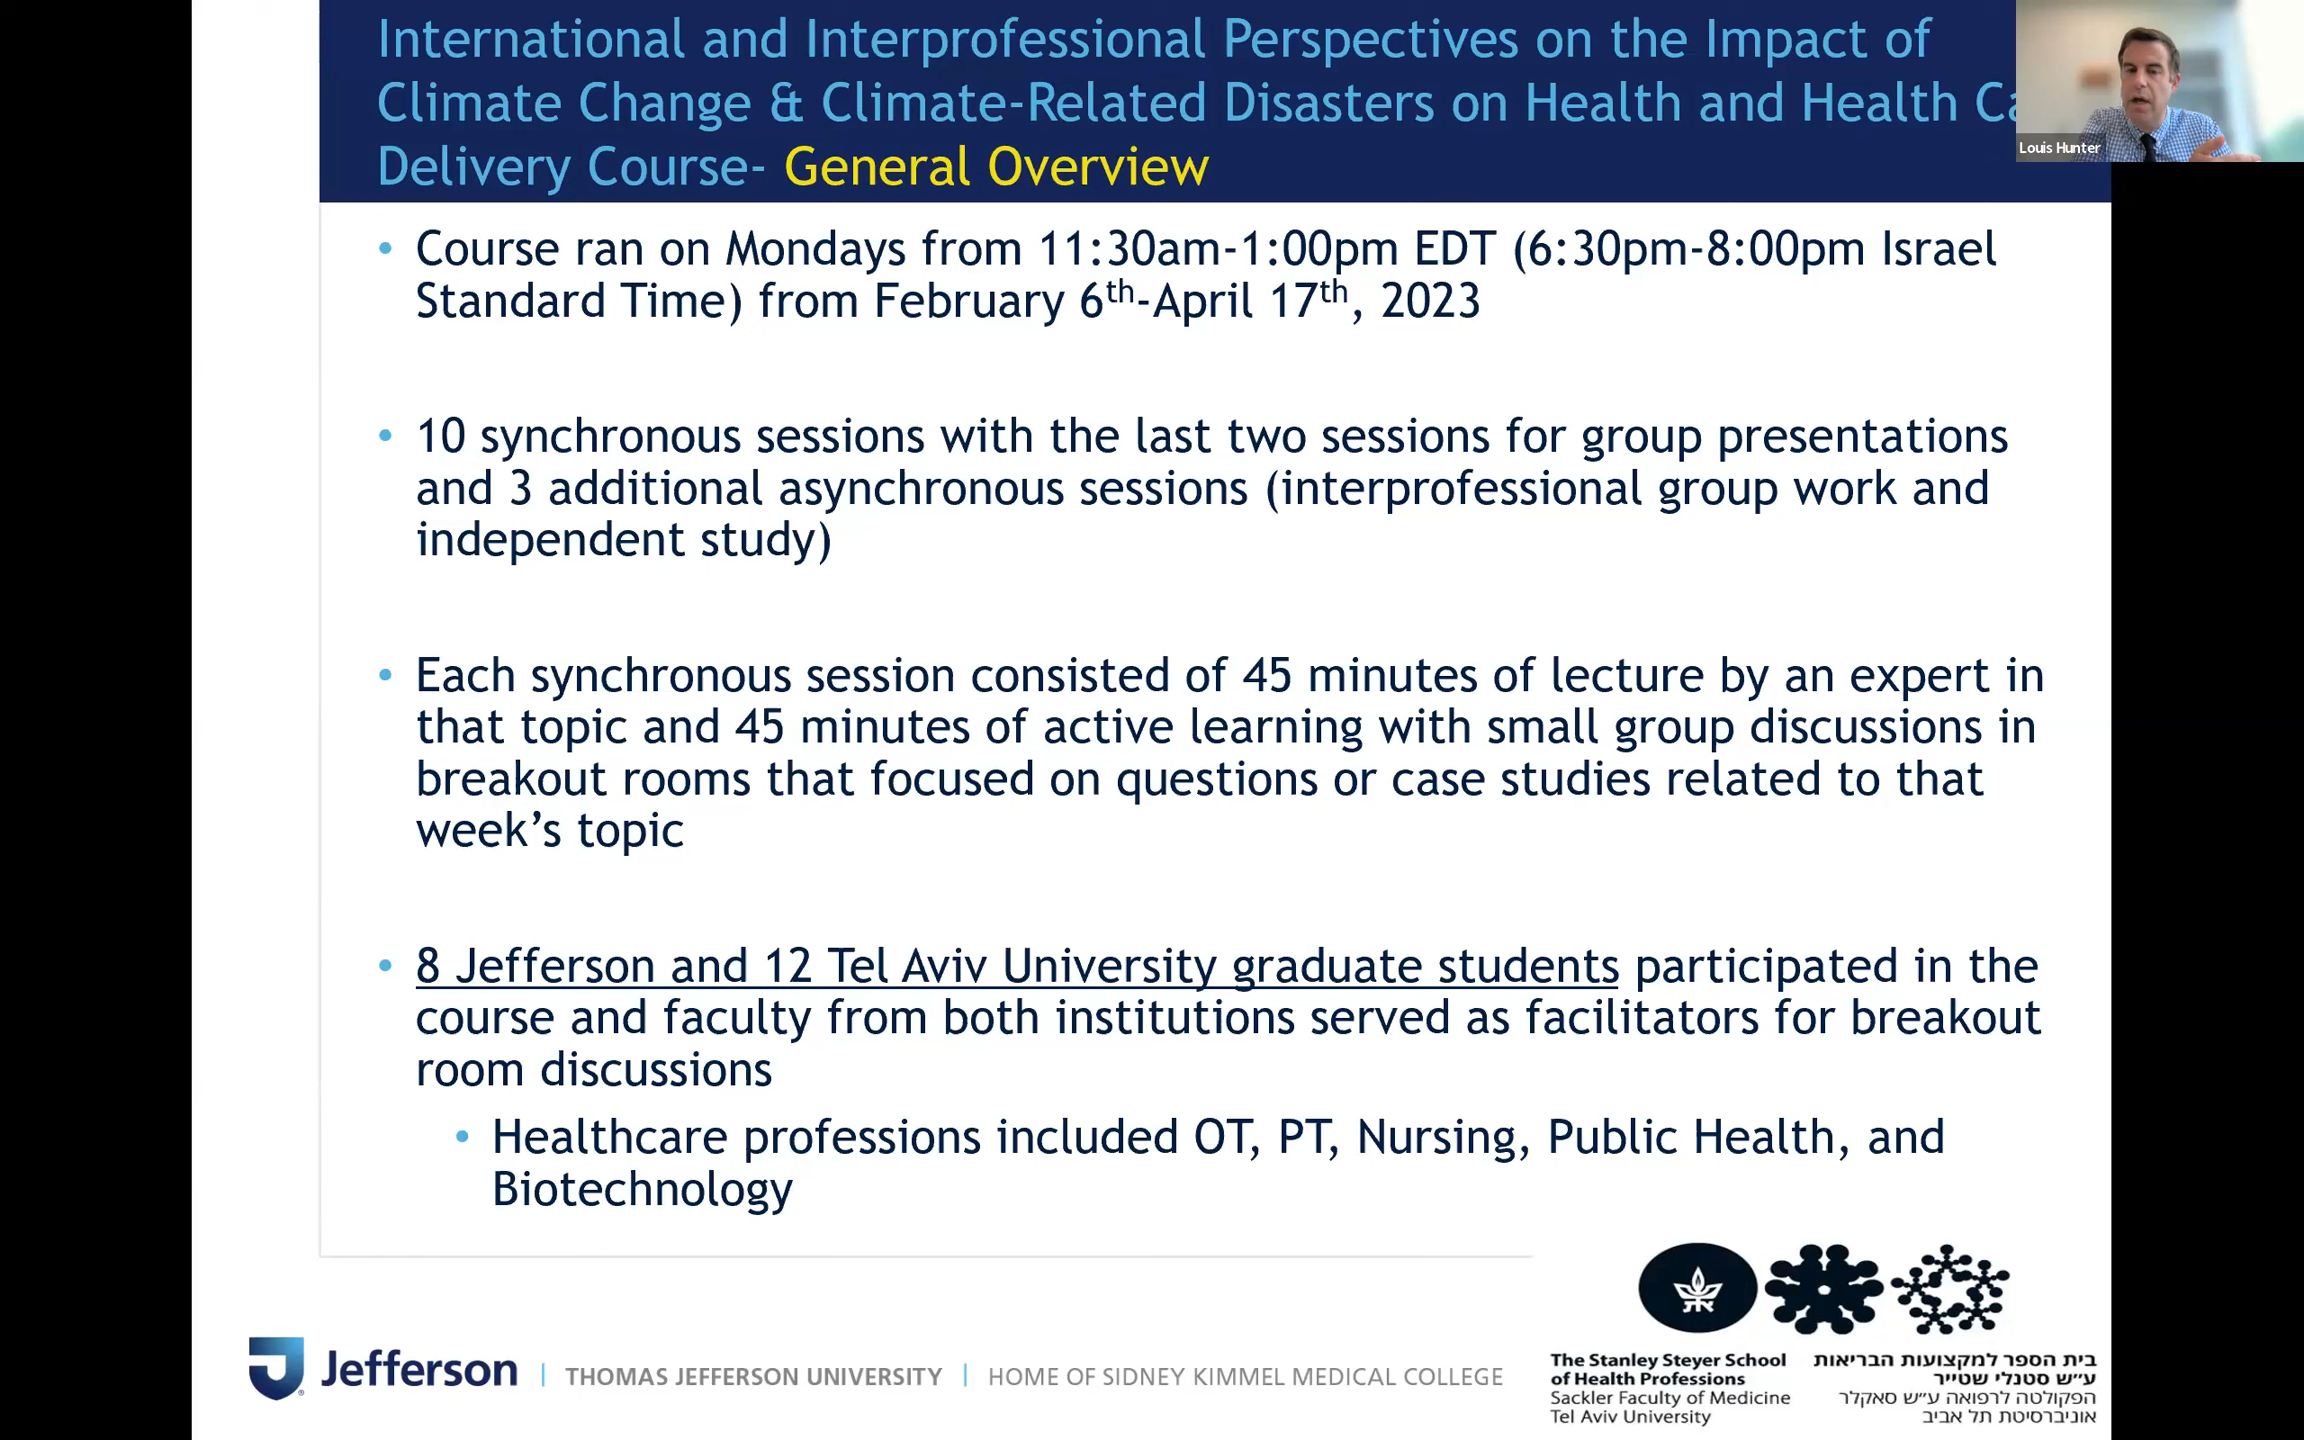 International and Interprofessional Perspectives on the Impact of
Climate Change & Climate-Related Disasters on Health and Health Ca
Delivery Course- General Overview
Louis Hunter
• Course ran on Mondays from 11:30am-1:00pm EDT (6:30pm-8:00pm Israel
Standard Time) from February 6th-April 17th, 2023
• 10 synchronous sessions with the last two sessions for group presentations
and 3 additional asynchronous sessions (interprofessional group work and
independent study)
• Each synchronous session consisted of 45 minutes of lecture by an expert in
that topic and 45 minutes of active learning with small group discussions in
breakout rooms that focused on questions or case studies related to that
week’s topic
• 8 Jefferson and 12 Tel Aviv University graduate students participated in the
course and faculty from both institutions served as facilitators for breakout
room discussions
• Healthcare professions included OT, PT, Nursing, Public Health, and
Biotechnology
Jefferson | THOMAS JEFFERSON UNIVERSITY | HOME OF SIDNEY KIMMEL MEDICAL COLLEGE
The Stanley Steyer School
of Health Professions
Sackler Faculty of Medicine
Tel Aviv University
בית הספר למקצועות הבריאות
ע״ש סטנלי שטייר
הפקולטה לרפואה ע״ש סאקלר
אוניברסיטת תל אביב